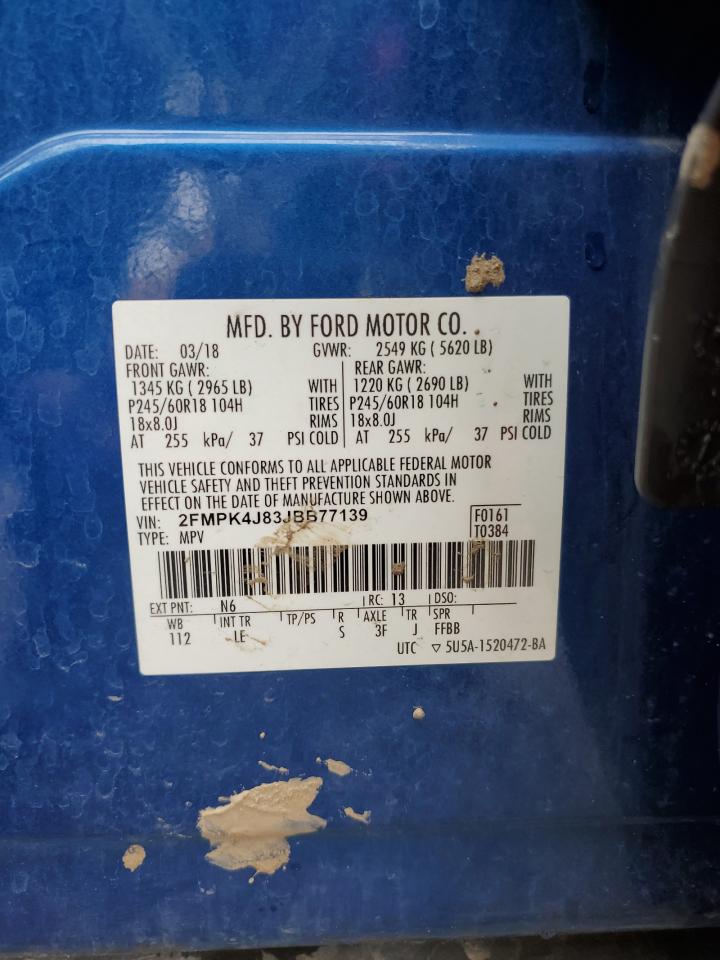 MFD. BY FORD MOTOR CO.
DATE: 03/18 GVWR: 2549 KG ( 5620 LB)
FRONT GAWR: REAR GAWR:
1345 KG ( 2965 LB) WITH 1220 KG ( 2690 LB) WITH
P245/60R18 104H TIRES P245/60R18 104H TIRES
18x8.0J RIMS 18x8.0J RIMS
AT 255 kPa/ 37 PSI COLD AT 255 kPa/ 37 PSI COLD
THIS VEHICLE CONFORMS TO ALL APPLICABLE FEDERAL MOTOR
VEHICLE SAFETY AND THEFT PREVENTION STANDARDS IN
EFFECT ON THE DATE OF MANUFACTURE SHOWN ABOVE.
VIN: 2FMPK4J83JBB77139 F0161
TYPE: MPV T0384
EXT PNT: N6 RC: 13 DSO:
WB INT TR TP/PS R AXLE TR SPR
112 LE S 3F J FFBB
UTC ▽ 5U5A-1520472-BA